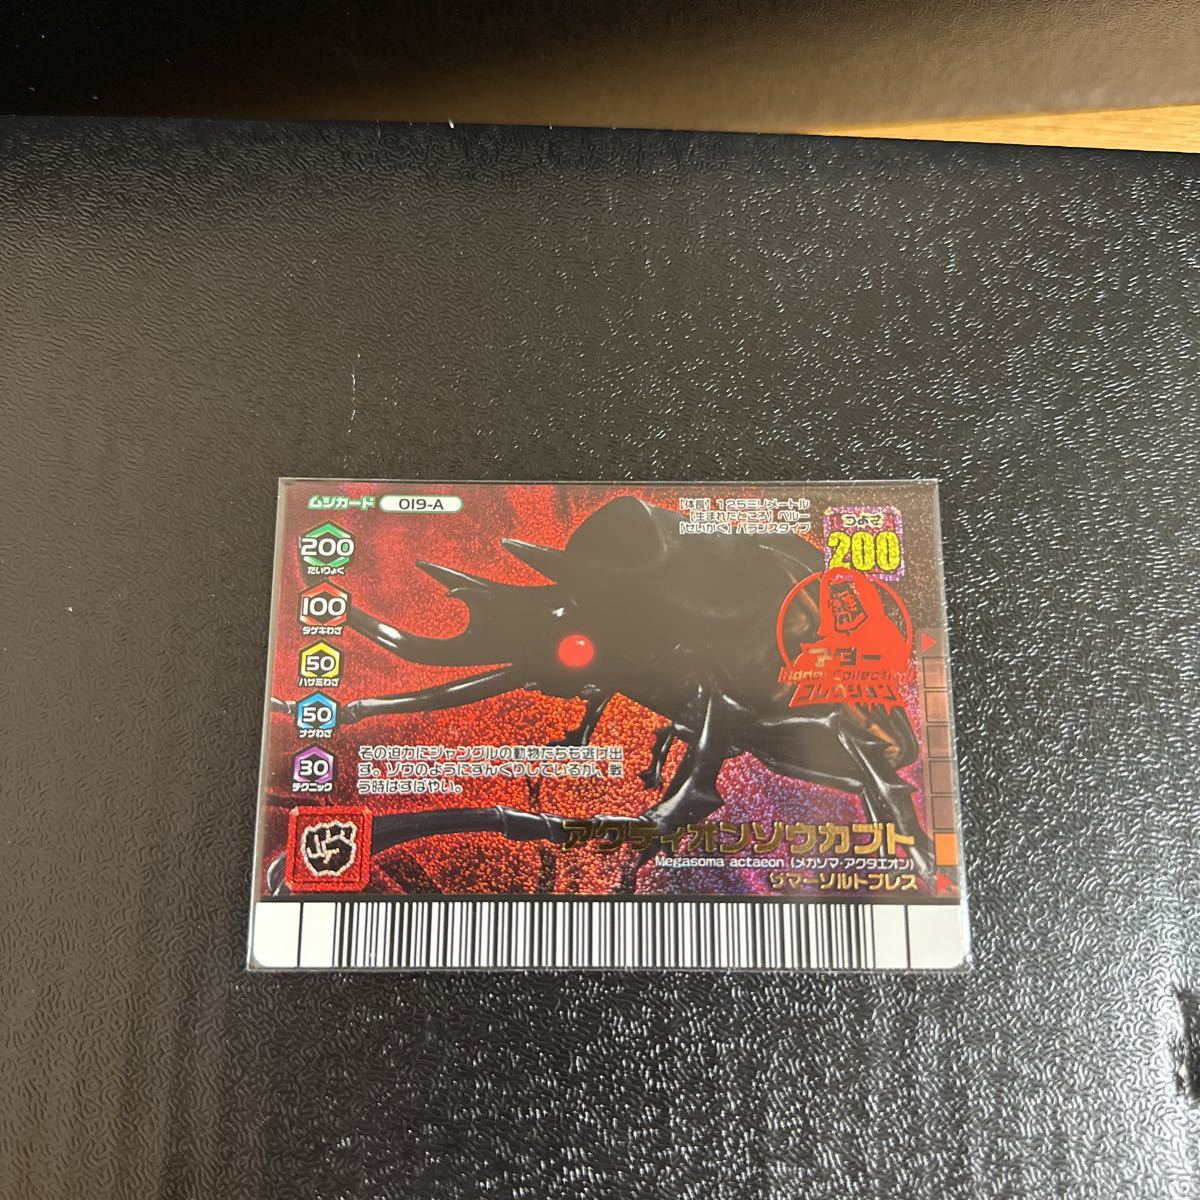 ムシカード 019-A
【体長】125ミリメートル
【生まれたところ】ペルー
【せいかく】バランスタイプ
つよさ
200
200
たいりょく
100
ダゲキわざ
50
ハサミわざ
50
ナゲわざ
30
テクニック
アダー
Adder Collection
コレクション
その迫力にジャングルの動物たちも逃げ出
す。ゾウのようにずんぐりしているが、戦
う時はすばやい。
アクティオンゾウカブト
Megasoma actaeon (メガソマ・アクタエオン)
サマーソルトプレス